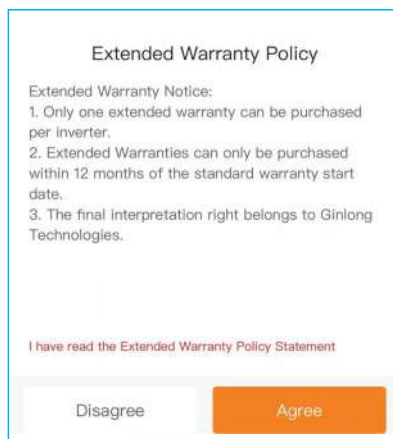 Extended Warranty Policy
Extended Warranty Notice:
1. Only one extended warranty can be purchased
per inverter.
2. Extended Warranties can only be purchased
within 12 months of the standard warranty start
date.
3. The final interpretation right belongs to Ginlong
Technologies.
I have read the Extended Warranty Policy Statement
Disagree
Agree